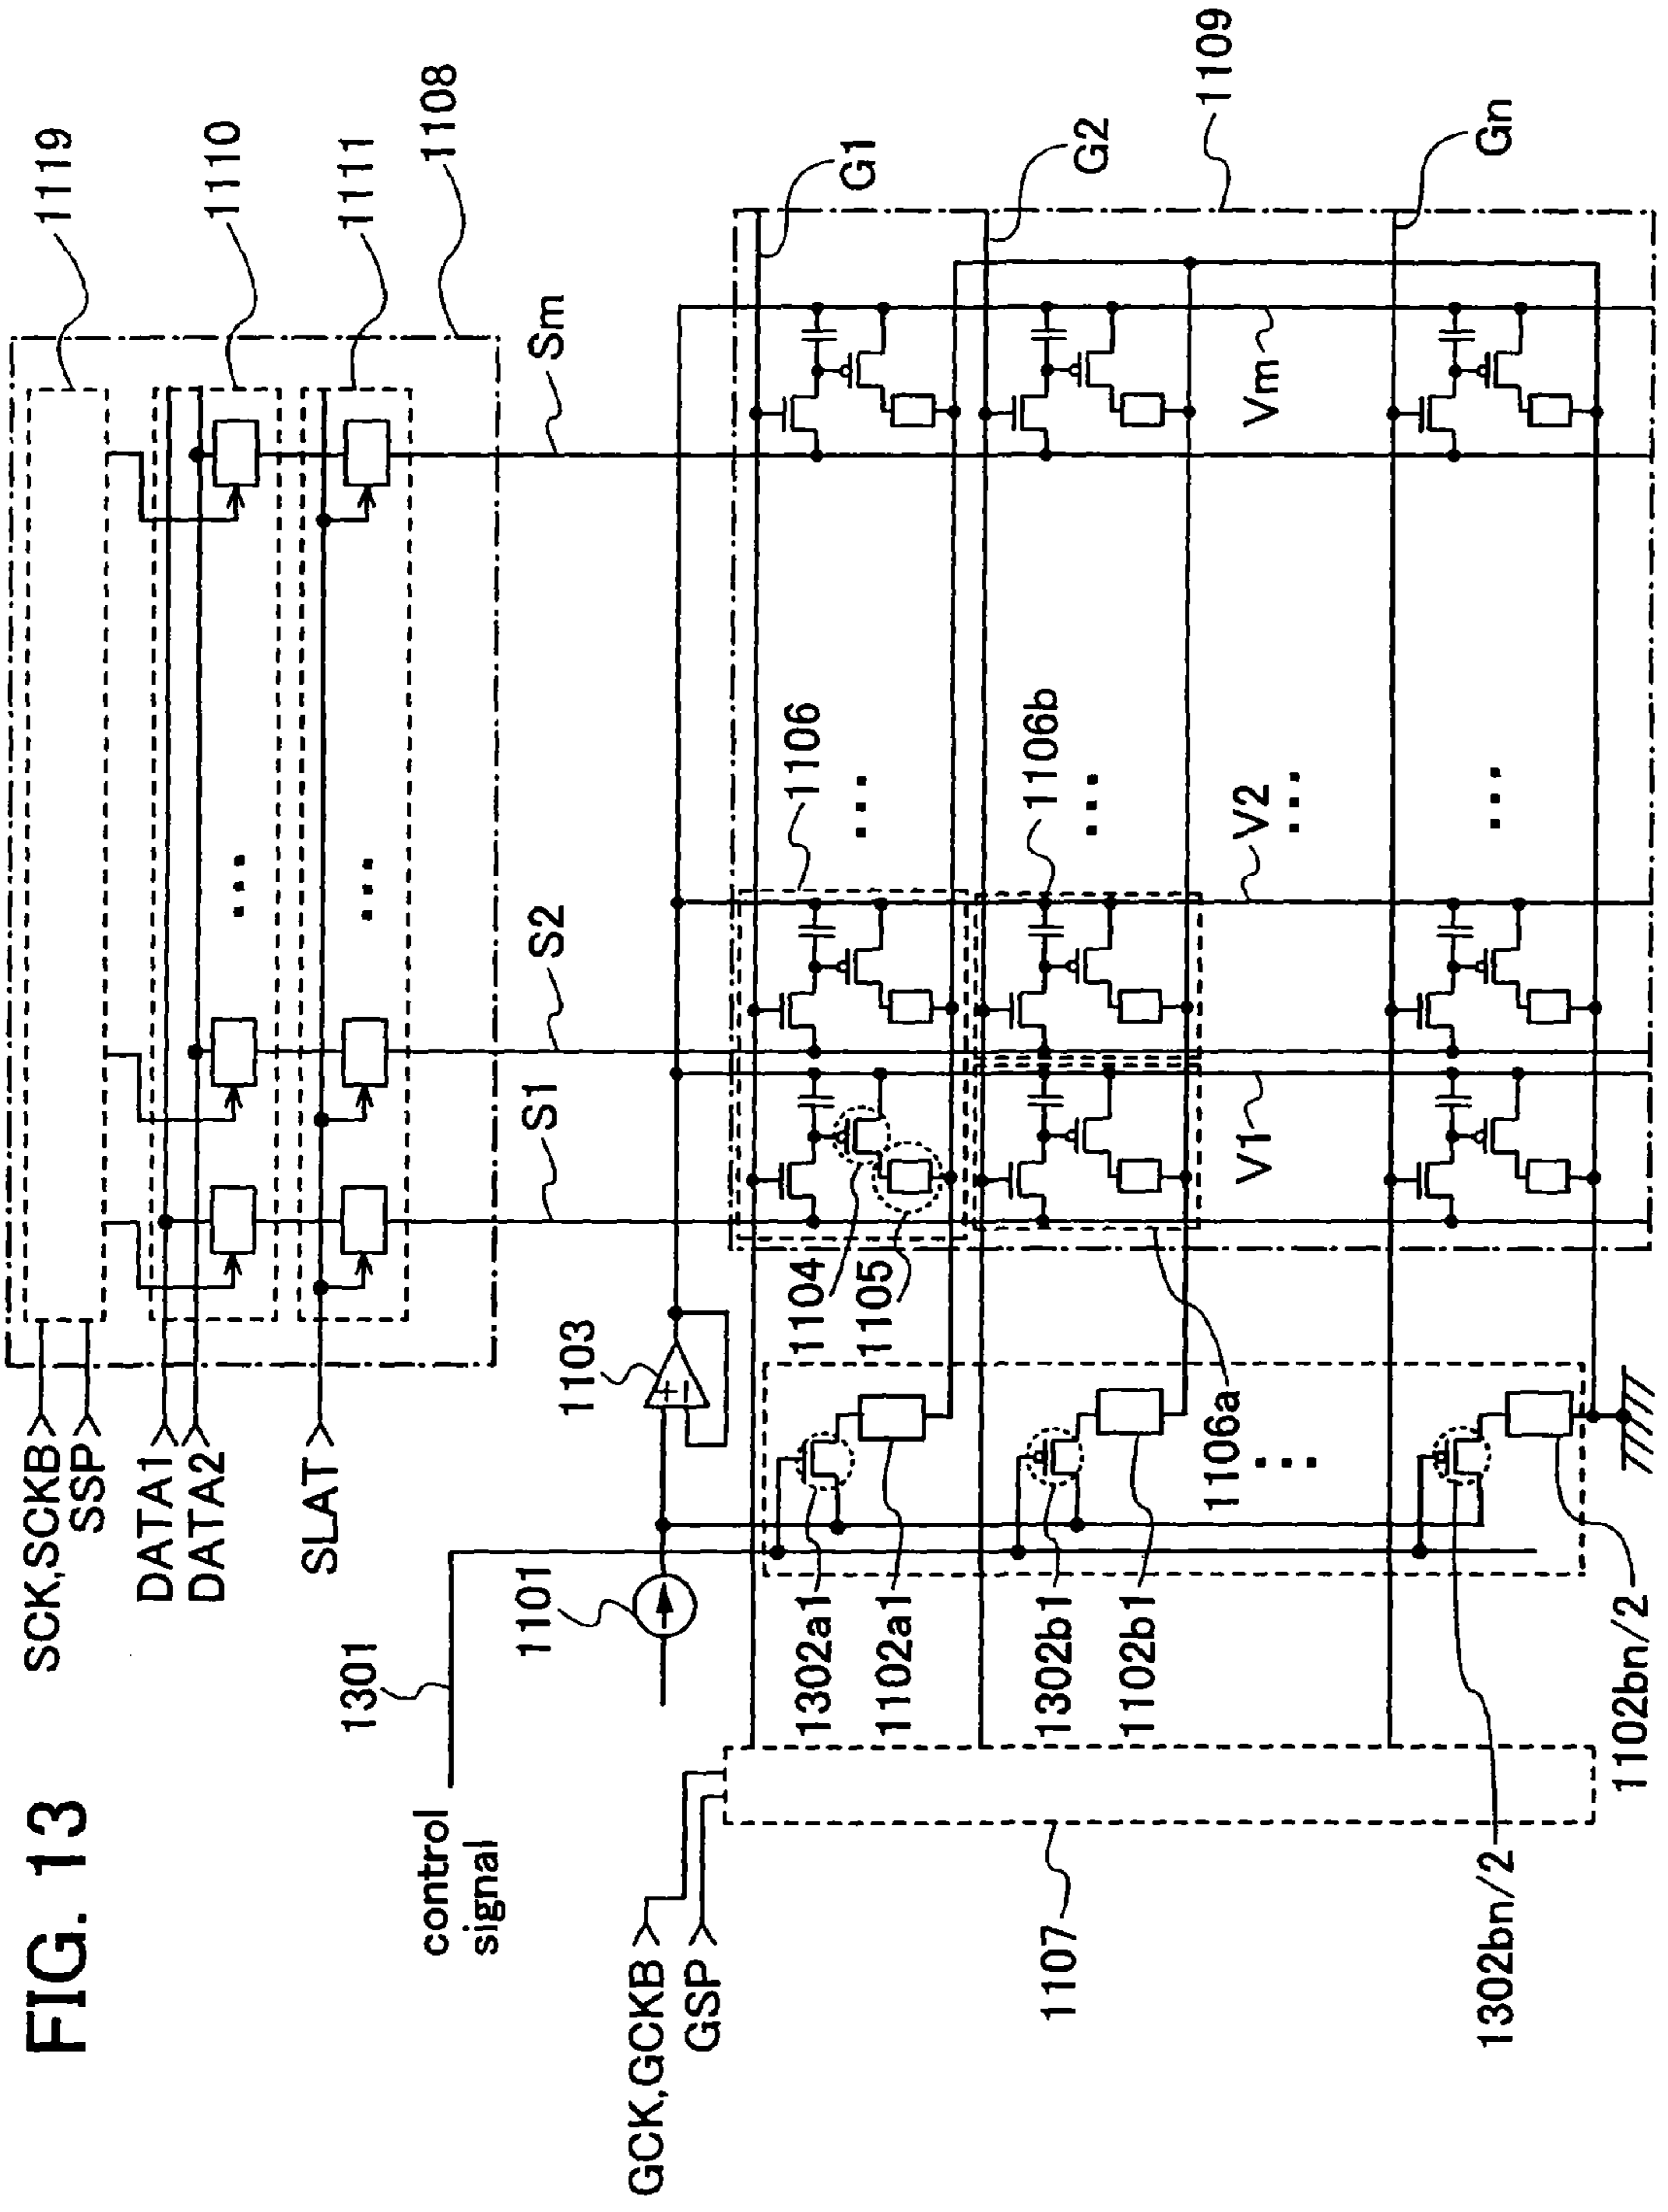 FIG. 13
SCK,SCKB
SSP
DATA1
DATA2
SLAT
1119
1110
1111
1108
control
signal
1301
1101
1103
S1
S2
Sm
GCK,GCKB
GSP
1107
1302a1
1102a1
1302b1
1102b1
1302bn/2
1102bn/2
1104
1105
1106
1106a
1106b
...
...
...
...
...
...
...
...
V1
V2
Vm
G1
G2
Gn
1109